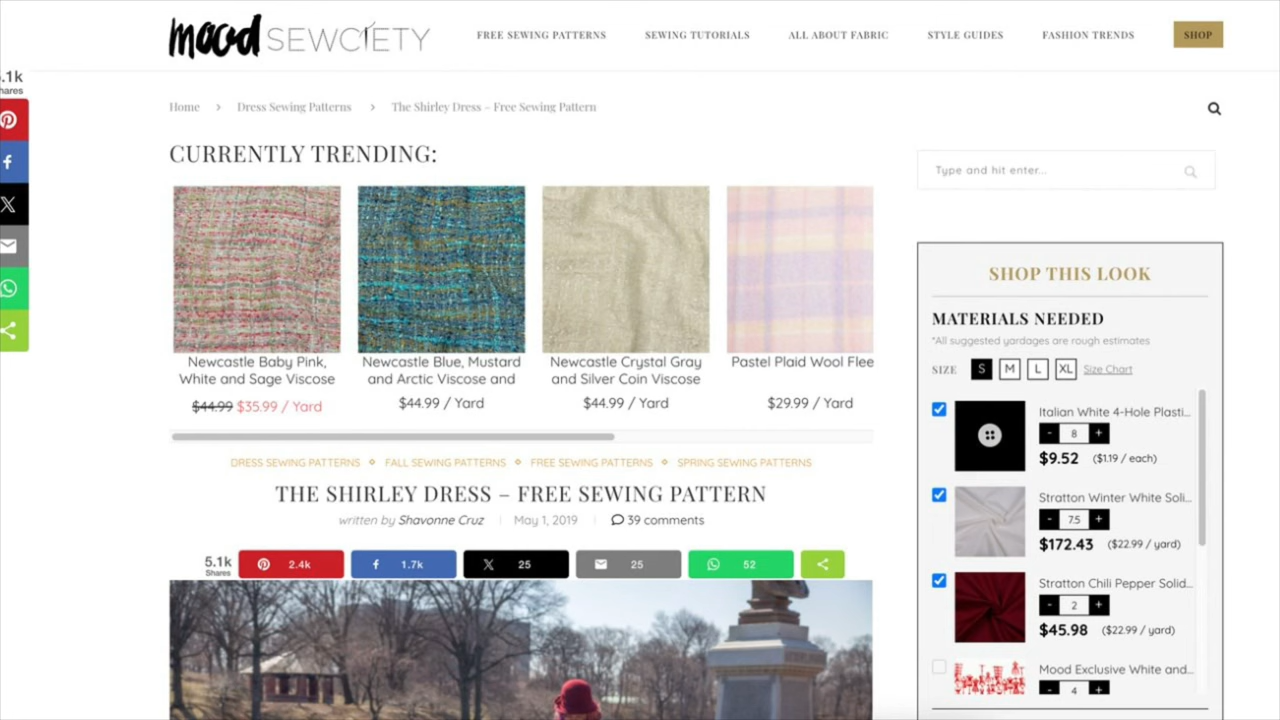 mood SEWCIETY
FREE SEWING PATTERNS
SEWING TUTORIALS
ALL ABOUT FABRIC
STYLE GUIDES
FASHION TRENDS
SHOP
5.1k
Shares
Home > Dress Sewing Patterns > The Shirley Dress – Free Sewing Pattern
CURRENTLY TRENDING:
Newcastle Baby Pink,
White and Sage Viscose
$44.99 $35.99 / Yard
Newcastle Blue, Mustard
and Arctic Viscose and
$44.99 / Yard
Newcastle Crystal Gray
and Silver Coin Viscose
$44.99 / Yard
Pastel Plaid Wool Flee
$29.99 / Yard
DRESS SEWING PATTERNS ⋄ FALL SEWING PATTERNS ⋄ FREE SEWING PATTERNS ⋄ SPRING SEWING PATTERNS
THE SHIRLEY DRESS – FREE SEWING PATTERN
written by Shavonne Cruz | May 1, 2019 | 39 comments
5.1k
Shares
2.4k
1.7k
25
25
52
Type and hit enter...
SHOP THIS LOOK
MATERIALS NEEDED
*All suggested yardages are rough estimates
SIZE S M L XL Size Chart
Italian White 4-Hole Plasti...
- 8 +
$9.52 ($1.19 / each)
Stratton Winter White Soli...
- 7.5 +
$172.43 ($22.99 / yard)
Stratton Chili Pepper Solid...
- 2 +
$45.98 ($22.99 / yard)
Mood Exclusive White and...
- 4 +